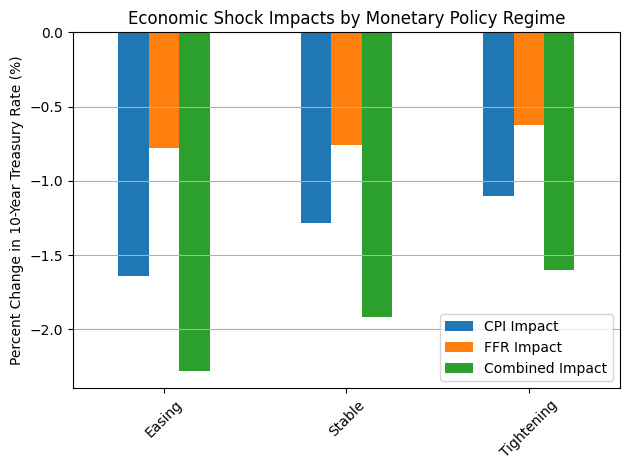 Economic Shock Impacts by Monetary Policy Regime
Percent Change in 10-Year Treasury Rate (%)
0.0
−0.5
−1.0
−1.5
−2.0
CPI Impact
FFR Impact
Combined Impact
Easing
Stable
Tightening